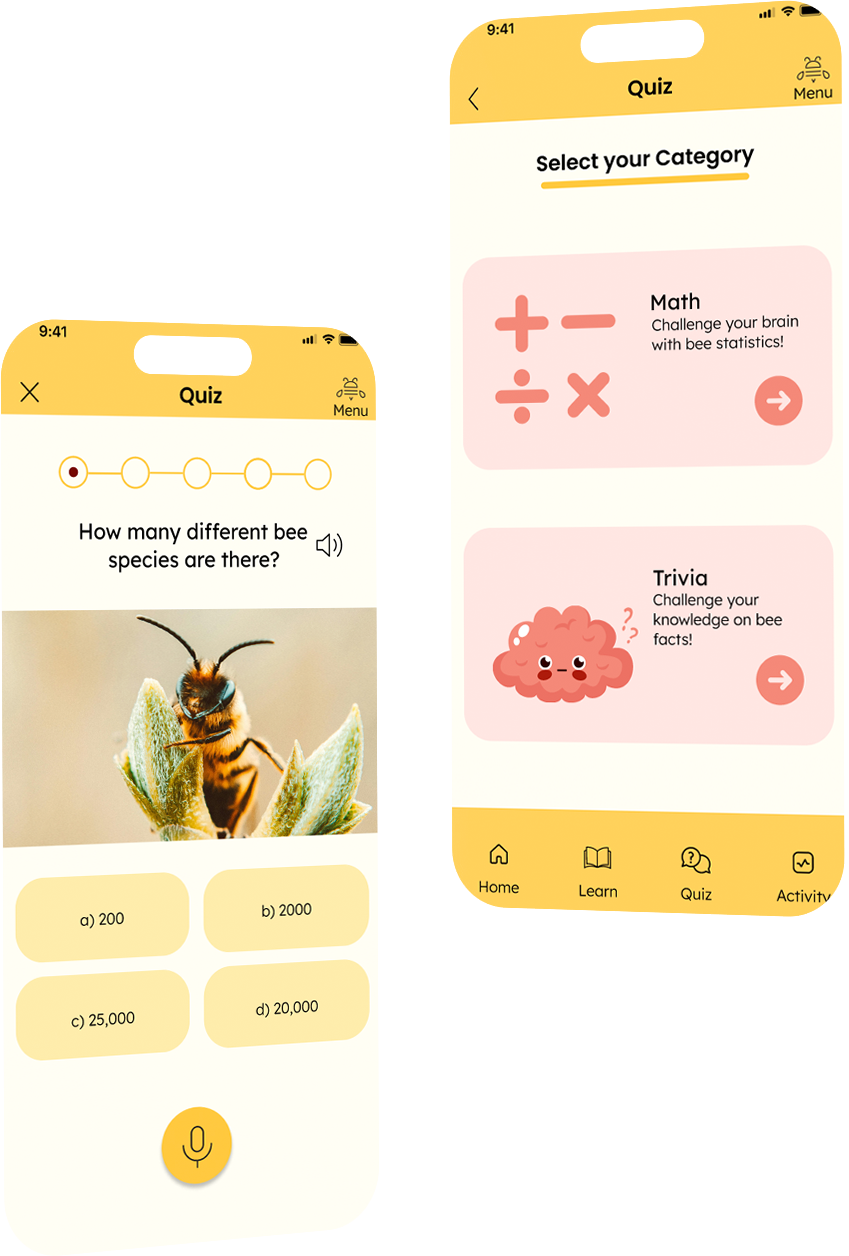 9:41
Quiz
Menu
How many different bee
species are there?
a) 200
b) 2000
c) 25,000
d) 20,000
9:41
Quiz
Menu
Select your Category
Math
Challenge your brain
with bee statistics!
Trivia
Challenge your
knowledge on bee
facts!
? ?
Home
Learn
?
Quiz
Activity